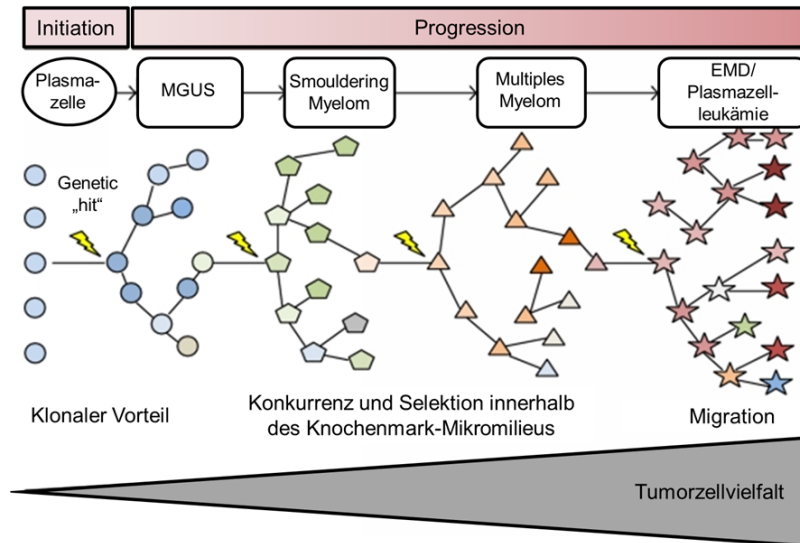 Initiation
Progression
Plasma-
zelle
MGUS
Smouldering
Myelom
Multiples
Myelom
EMD/
Plasmazell-
leukämie
Genetic
„hit“
Klonaler Vorteil
Konkurrenz und Selektion innerhalb
des Knochenmark-Mikromilieus
Migration
Tumorzellvielfalt